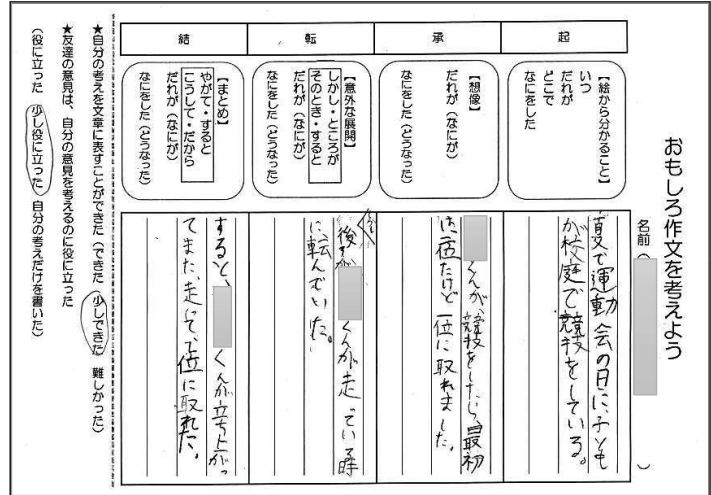 おもしろ作文を考えよう
名前( )
起
【絵から分かること】
いつ
だれが
どこで
なにをした
夏で運動会の日に、子ども
が校庭で競技をしている。
承
【想像】
だれが(なにが)
なにをした(どうなった)
くんが、競技をしたら、最初
は、位たけど一位に取れました。
転
【意外な展開】
しかし・ところが
そのとき・すると
だれが(なにが)
なにをした(どうなった)
後が くんが走っている時
に、転んでいた。
結
【まとめ】
やがて・すると
こうして・だから
だれが(なにが)
なにをした(どうなった)
すると、 くんが立ち上がっ
てまた、走って、位に取れた。
★自分の考えを文章に表すことができた(できた 少しできた 難しかった)
★友達の意見は、自分の意見を考えるのに役に立った
(役に立った 少し役に立った 自分の考えだけを書いた)